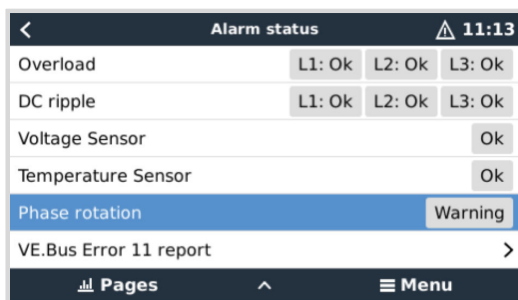 Alarm status 11:13
Overload L1: Ok L2: Ok L3: Ok
DC ripple L1: Ok L2: Ok L3: Ok
Voltage Sensor Ok
Temperature Sensor Ok
Phase rotation Warning
VE.Bus Error 11 report
Pages Menu